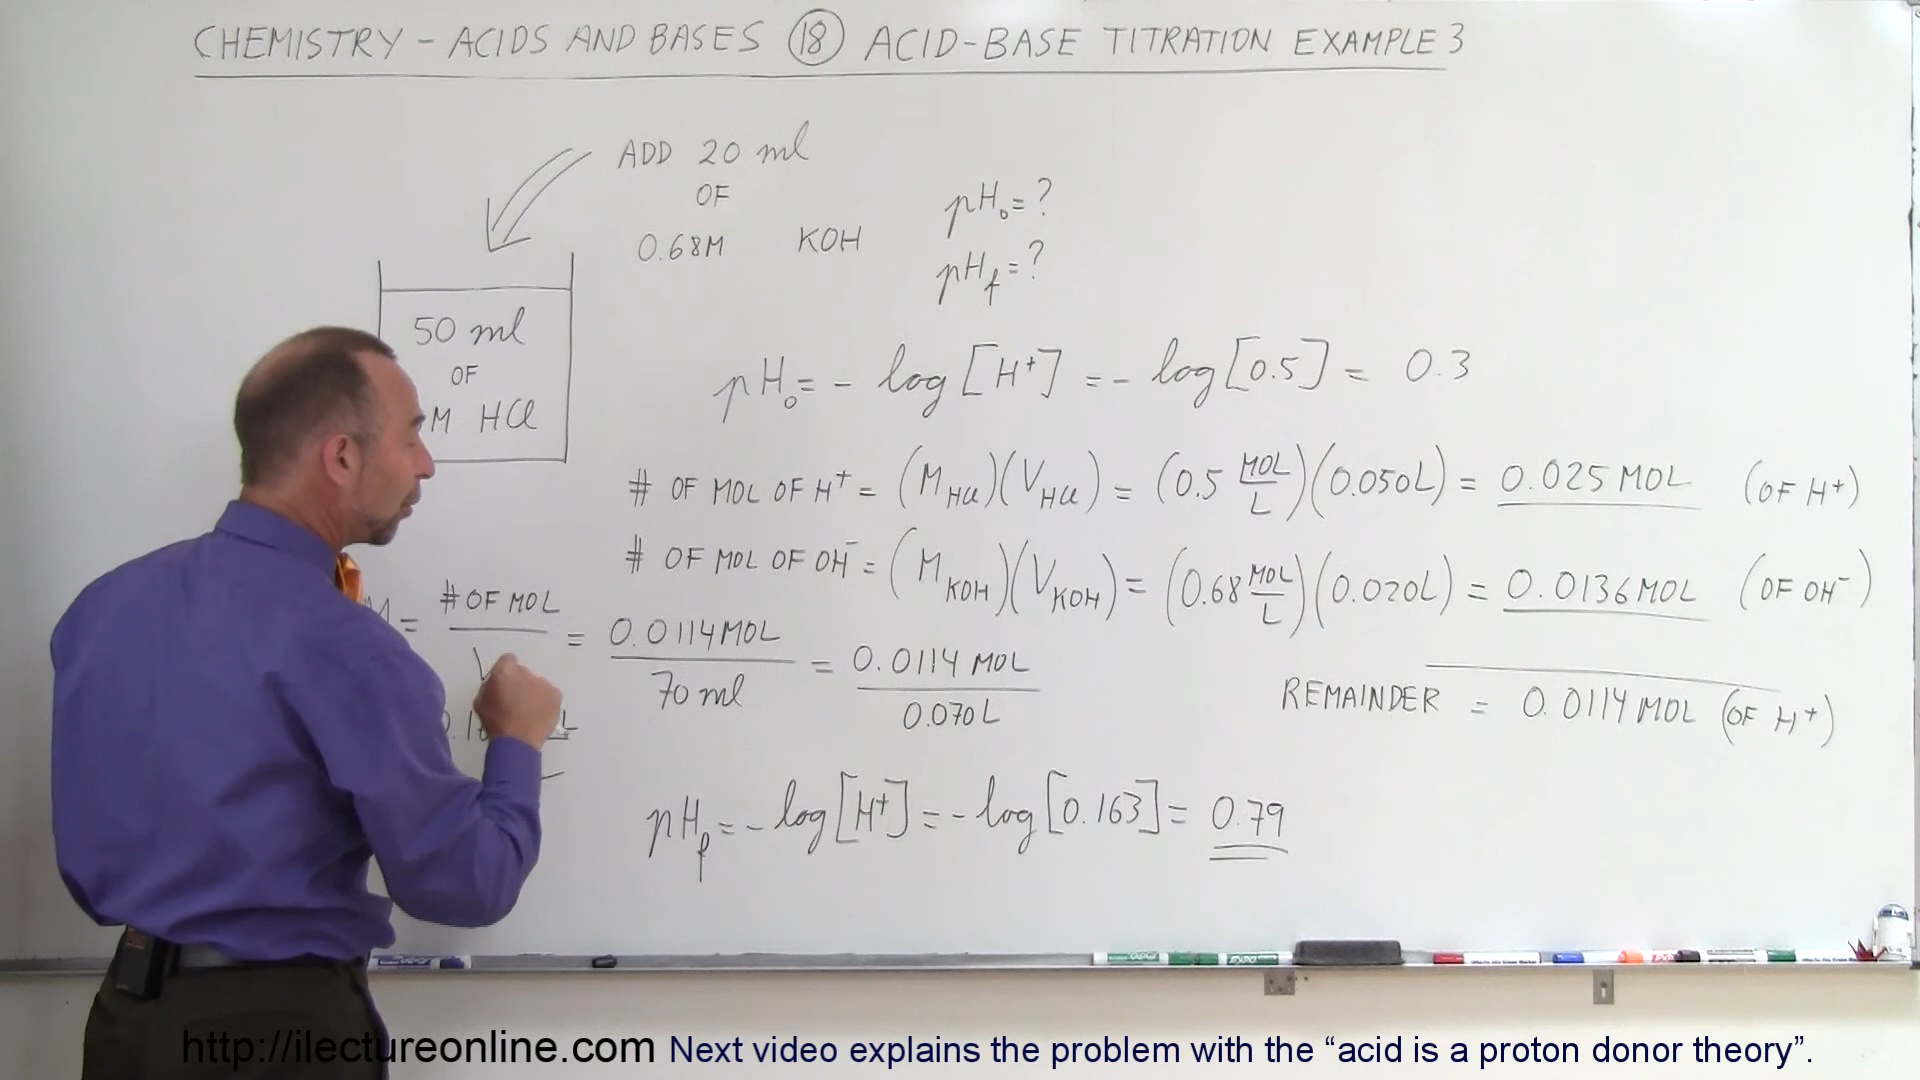 CHEMISTRY - ACIDS AND BASES (18) ACID-BASE TITRATION EXAMPLE 3
ADD 20 ml
OF
0.68M KOH
pH₀ = ?
pH_f = ?
50 ml
OF
M HCl
pH₀ = - log [H⁺] = - log [0.5] = 0.3
# OF MOL OF H⁺ = (M_HCl)(V_HCl) = (0.5 MOL/L)(0.050L) = 0.025 MOL (OF H⁺)
# OF MOL OF OH⁻ = (M_KOH)(V_KOH) = (0.68 MOL/L)(0.020L) = 0.0136 MOL (OF OH⁻)
REMAINDER = 0.0114 MOL (OF H⁺)
M = # OF MOL / V = 0.0114 MOL / 70 ml = 0.0114 MOL / 0.070L
pH_f = - log [H⁺] = - log [0.163] = 0.79
http://ilectureonline.com Next video explains the problem with the “acid is a proton donor theory”.